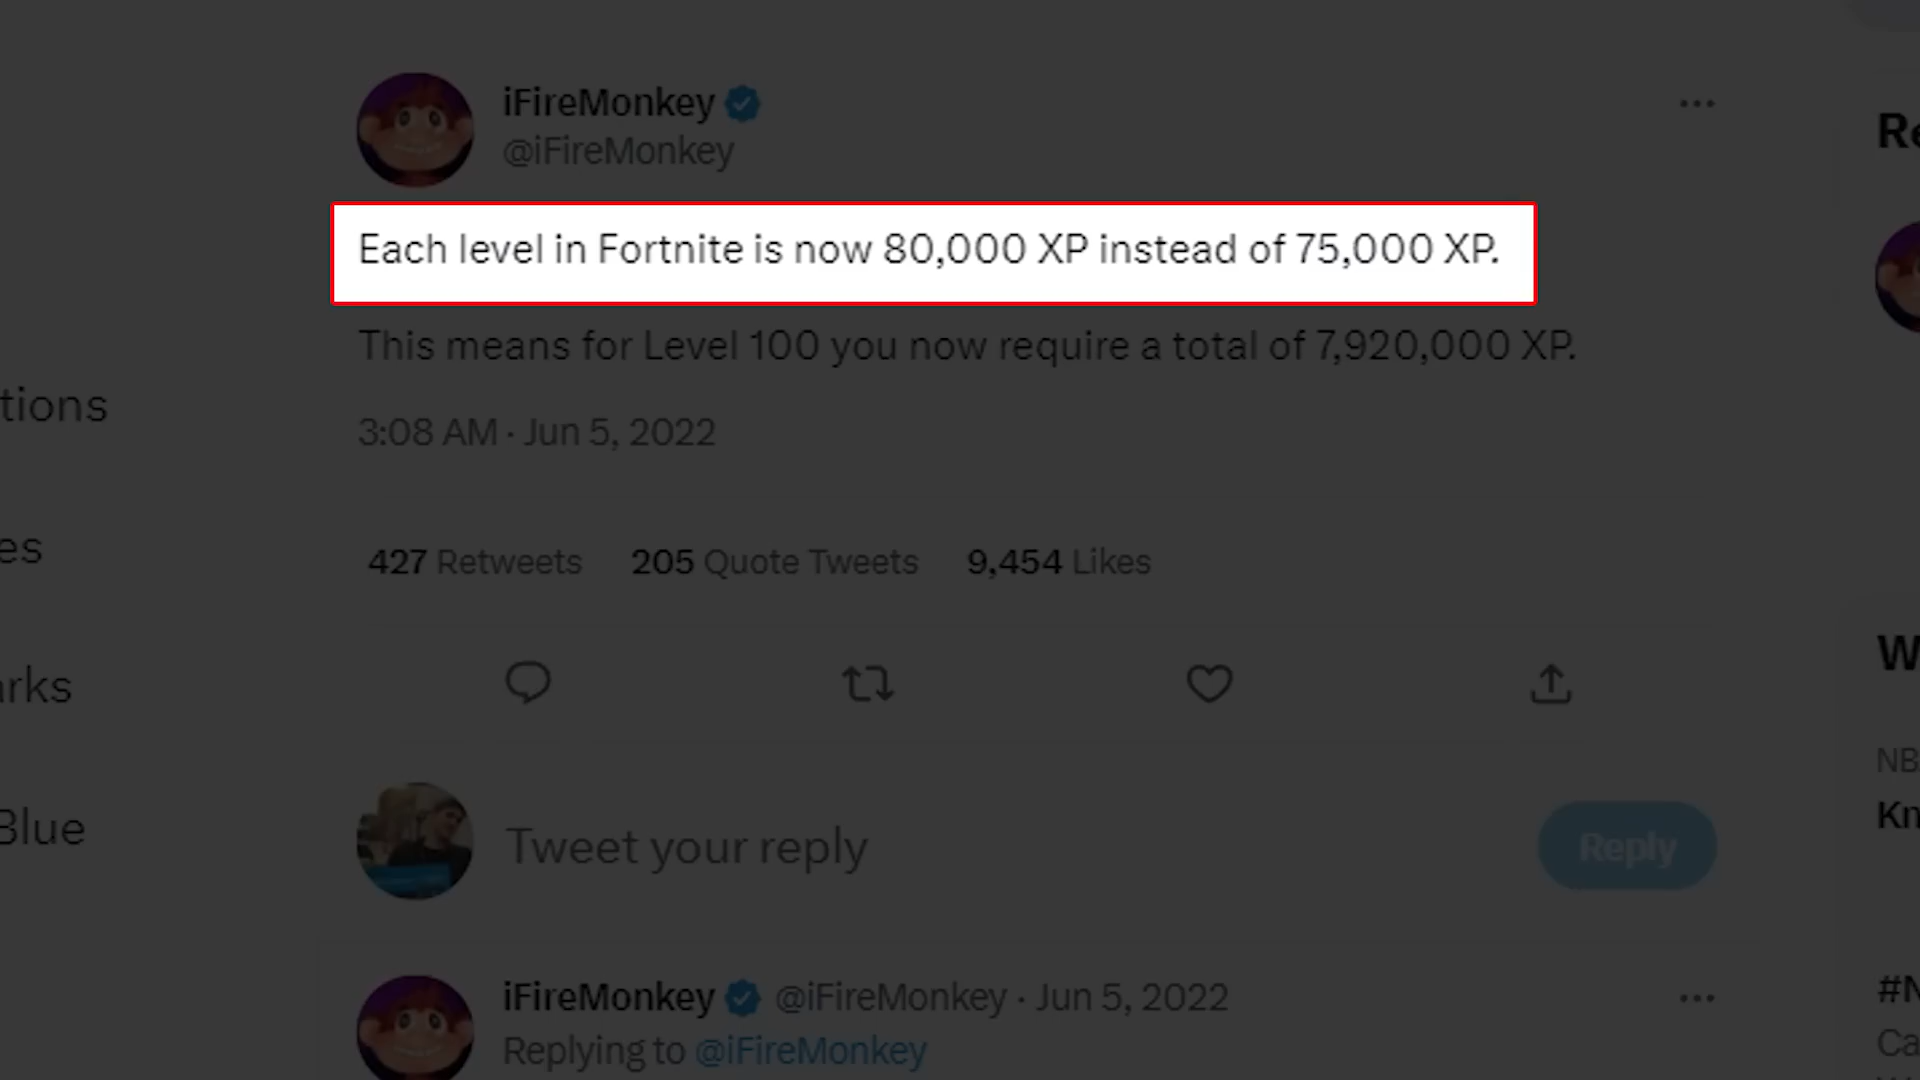 iFireMonkey
@iFireMonkey
Each level in Fortnite is now 80,000 XP instead of 75,000 XP.
This means for Level 100 you now require a total of 7,920,000 XP.
3:08 AM · Jun 5, 2022
427 Retweets 205 Quote Tweets 9,454 Likes
Tweet your reply
Reply
iFireMonkey @iFireMonkey · Jun 5, 2022
Replying to @iFireMonkey
tions
es
arks
Blue
Re
W
NB
Kn
#N
Ca